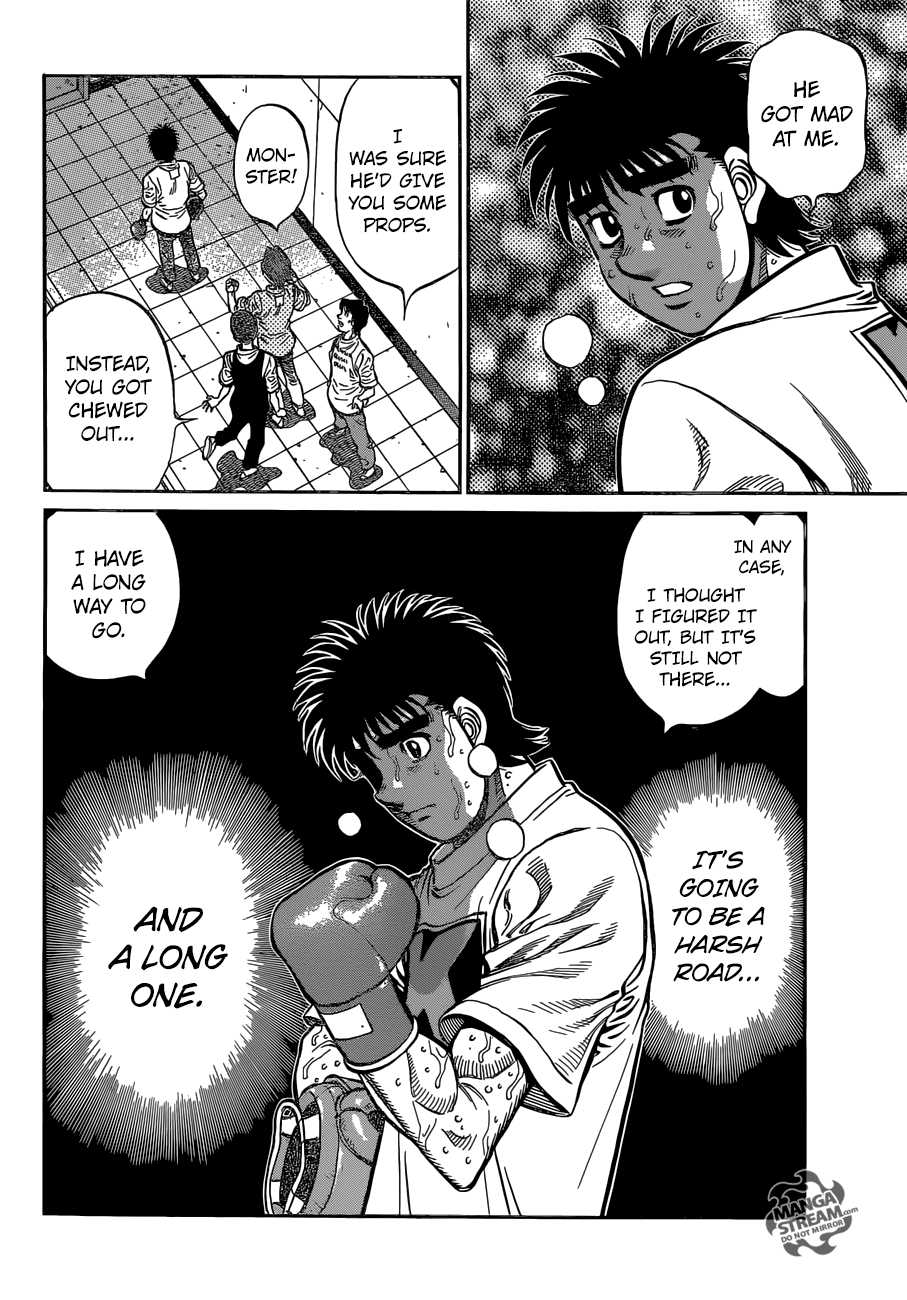 HE
GOT MAD
AT ME.
I
WAS SURE
HE'D GIVE
YOU SOME
PROPS.
MON-
STER!
INSTEAD,
YOU GOT
CHEWED
OUT...
IN ANY
CASE,
I THOUGHT
I FIGURED IT
OUT, BUT IT'S
STILL NOT
THERE...
I HAVE
A LONG
WAY TO
GO.
IT'S
GOING
TO BE A
HARSH
ROAD...
AND
A LONG
ONE.
MANGA
STREAM.com
DO NOT MIRROR